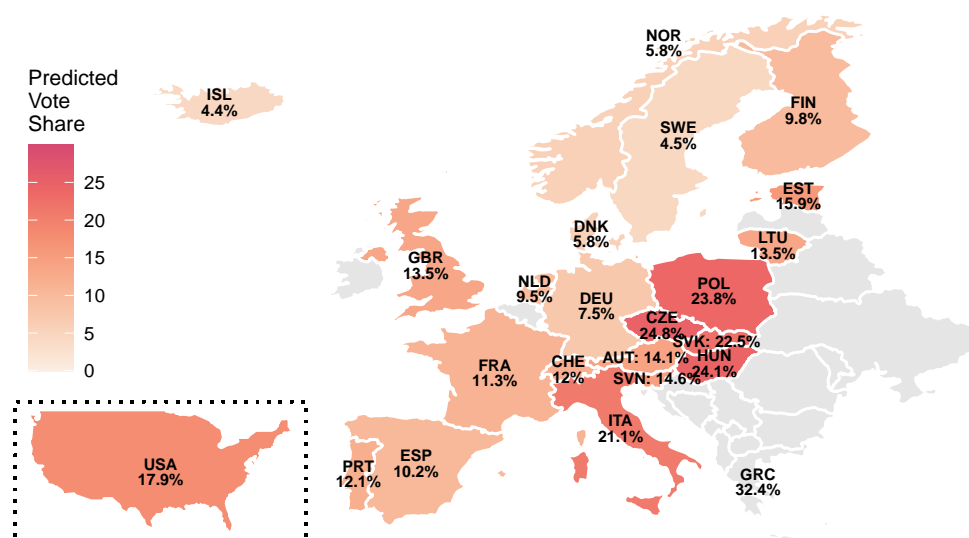 NOR
5.8%
Predicted
Vote
Share
ISL
4.4%
FIN
9.8%
SWE
4.5%
25
20
15
10
5
0
EST
15.9%
DNK
5.8%
LTU
13.5%
GBR
13.5%
NLD
9.5%
DEU
7.5%
POL
23.8%
CZE
24.8%
SVK: 22.5%
HUN
24.1%
AUT: 14.1%
SVN: 14.6%
CHE
12%
FRA
11.3%
ITA
21.1%
USA
17.9%
PRT
12.1%
ESP
10.2%
GRC
32.4%